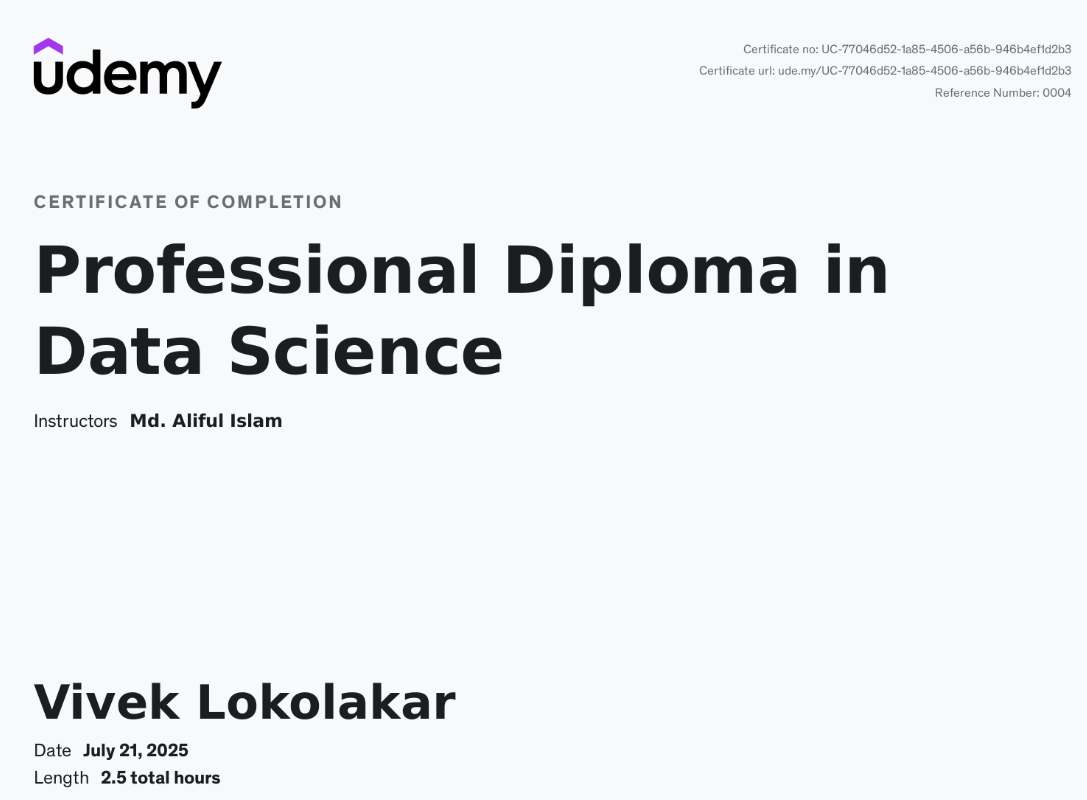 udemy
Certificate no: UC-77046d52-1a85-4506-a56b-946b4ef1d2b3
Certificate url: ude.my/UC-77046d52-1a85-4506-a56b-946b4ef1d2b3
Reference Number: 0004
CERTIFICATE OF COMPLETION
Professional Diploma in
Data Science
Instructors Md. Aliful Islam
Vivek Lokolakar
Date July 21, 2025
Length 2.5 total hours